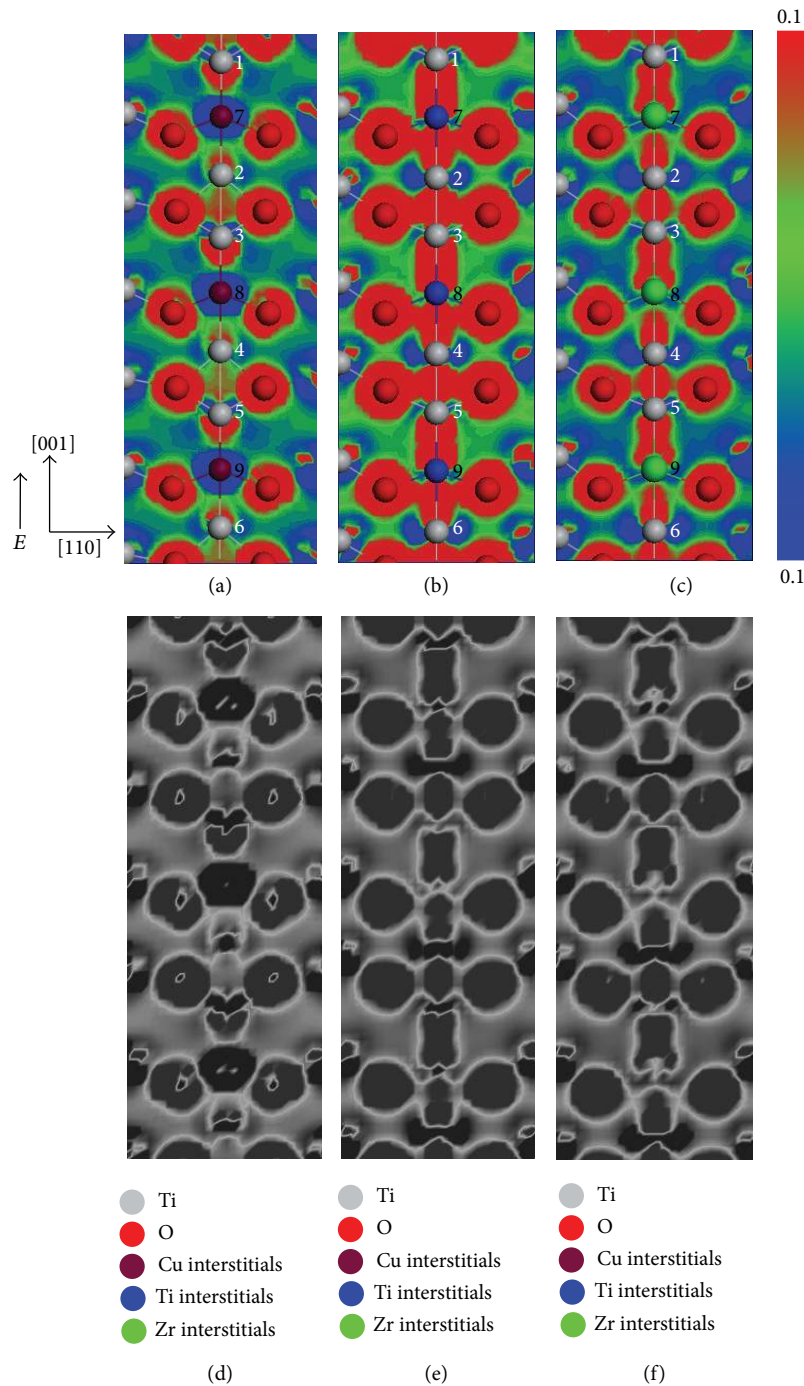 0.1
1
7
2
3
8
4
5
9
6
1
7
2
3
8
4
5
9
6
1
7
2
3
8
4
5
9
6
[001]
E
[110]
0.1
(a)
(b)
(c)
Ti
O
Cu interstitials
Ti interstitials
Zr interstitials
Ti
O
Cu interstitials
Ti interstitials
Zr interstitials
Ti
O
Cu interstitials
Ti interstitials
Zr interstitials
(d)
(e)
(f)